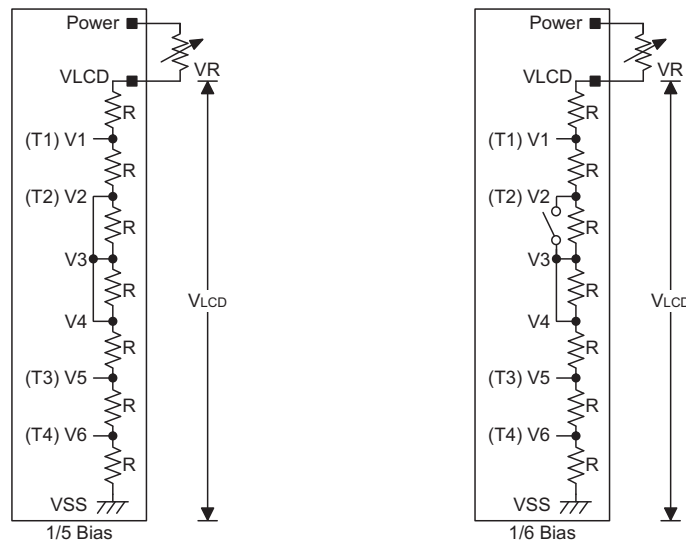 Power
VR
VLCD
R
(T1) V1
R
(T2) V2
R
V3
R
VLCD
V4
R
(T3) V5
R
(T4) V6
R
VSS
1/5 Bias
Power
VR
VLCD
R
(T1) V1
R
(T2) V2
R
V3
R
VLCD
V4
R
(T3) V5
R
(T4) V6
R
VSS
1/6 Bias